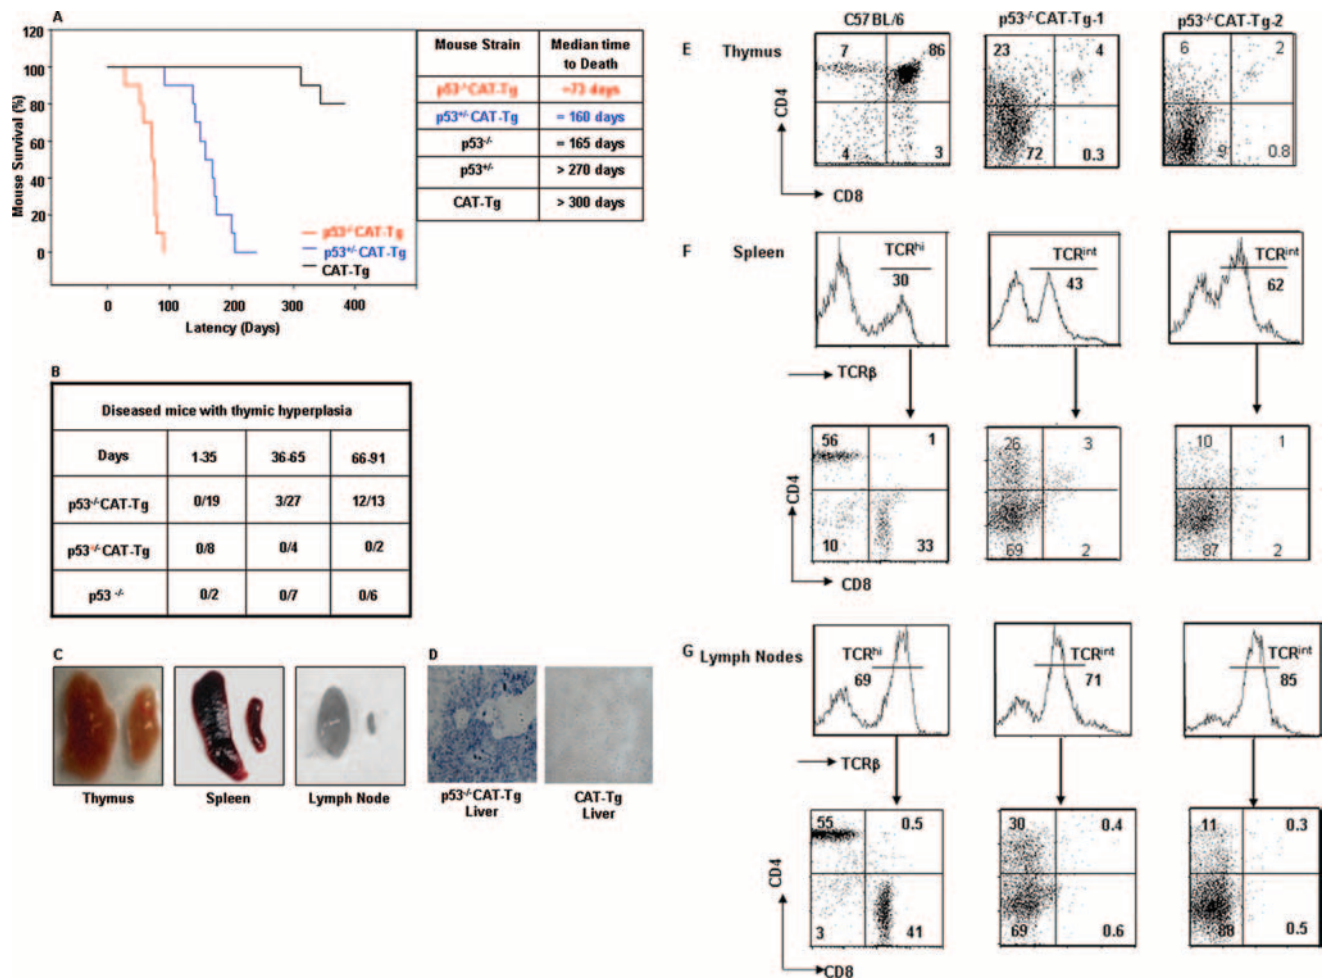 A
120
100
80
60
40
20
0
Mouse Survival (%)
0 100 200 300 400
Latency (Days)
p53-/-CAT-Tg
p53+/-CAT-Tg
CAT-Tg
Mouse Strain Median time to Death
p53-/-CAT-Tg =73 days
p53+/-CAT-Tg = 160 days
p53-/- = 165 days
p53+/- > 270 days
CAT-Tg > 300 days
B
Diseased mice with thymic hyperplasia
Days 1-35 36-65 66-91
p53-/-CAT-Tg 0/19 3/27 12/13
p53+/-CAT-Tg 0/8 0/4 0/2
p53 -/- 0/2 0/7 0/6
C
Thymus Spleen Lymph Node
D
p53-/-CAT-Tg
Liver
CAT-Tg
Liver
C57BL/6 p53-/-CAT-Tg-1 p53-/-CAT-Tg-2
E Thymus
7 86
4 3
23 4
72 0.3
6 2
9 0.8
CD4
CD8
F Spleen
TCRhi
30
TCRint
43
TCRint
62
TCRβ
56 1
10 33
26 3
69 2
10 1
87 2
CD4
CD8
G Lymph Nodes
TCRhi
69
TCRint
71
TCRint
85
TCRβ
55 0.5
3 41
30 0.4
69 0.6
11 0.3
88 0.5
CD4
CD8